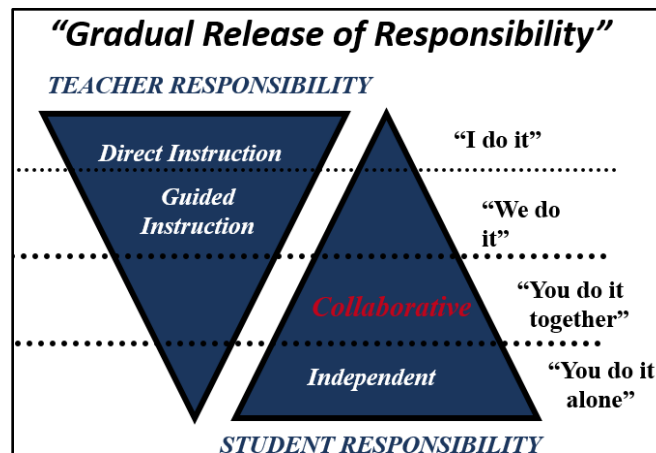 “Gradual Release of Responsibility”
TEACHER RESPONSIBILITY
Direct Instruction
“I do it”
Guided
Instruction
“We do
it”
Collaborative
“You do it
together”
Independent
“You do it
alone”
STUDENT RESPONSIBILITY